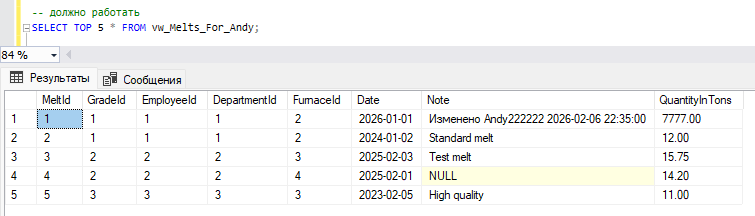 -- должно работать
SELECT TOP 5 * FROM vw_Melts_For_Andy;
84 %
Результаты Сообщения
MeltId GradeId EmployeeId DepartmentId FurnaceId Date Note QuantityInTons
1 1 1 1 1 2 2026-01-01 Изменено Andy222222 2026-02-06 22:35:00 7777.00
2 2 1 1 1 2 2024-01-02 Standard melt 12.00
3 3 2 2 2 3 2025-02-03 Test melt 15.75
4 4 2 2 2 4 2025-02-01 NULL 14.20
5 5 3 3 3 3 2023-02-05 High quality 11.00